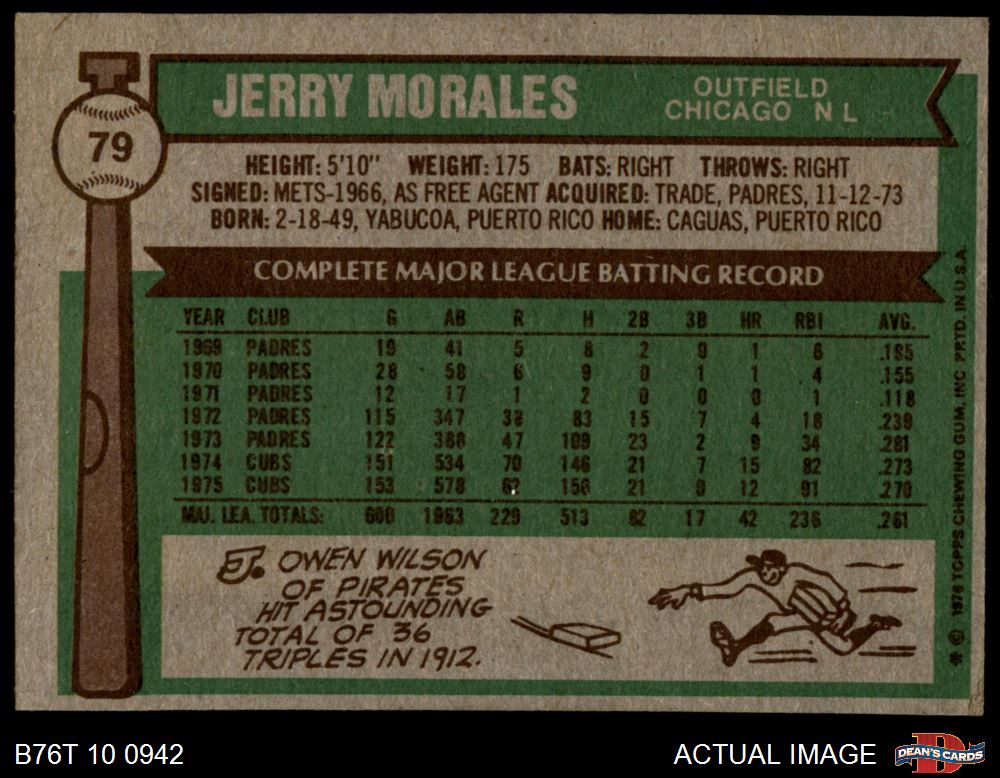 JERRY MORALES
OUTFIELD
CHICAGO N L
79
HEIGHT: 5'10" WEIGHT: 175 BATS: RIGHT THROWS: RIGHT
SIGNED: METS-1966, AS FREE AGENT ACQUIRED: TRADE, PADRES, 11-12-73
BORN: 2-18-49, YABUCOA, PUERTO RICO HOME: CAGUAS, PUERTO RICO
COMPLETE MAJOR LEAGUE BATTING RECORD
YEAR CLUB G AB R H 2B 3B HR RBI AVG.
1969 PADRES 19 41 5 8 2 0 1 6 .195
1970 PADRES 28 58 6 9 0 1 1 4 .155
1971 PADRES 12 17 1 2 0 0 0 1 .118
1972 PADRES 115 347 38 83 15 7 4 18 .239
1973 PADRES 122 388 47 109 23 2 9 34 .281
1974 CUBS 151 534 70 146 21 7 15 82 .273
1975 CUBS 153 578 62 156 21 0 12 91 .270
MAJ. LEA. TOTALS: 600 1963 229 513 82 17 42 236 .261
J. OWEN WILSON
OF PIRATES
HIT ASTOUNDING
TOTAL OF 36
TRIPLES IN 1912.
* © 1976 TOPPS CHEWING GUM, INC PRTD. IN U.S.A.
B76T 10 0942
ACTUAL IMAGE
DEAN'S CARDS